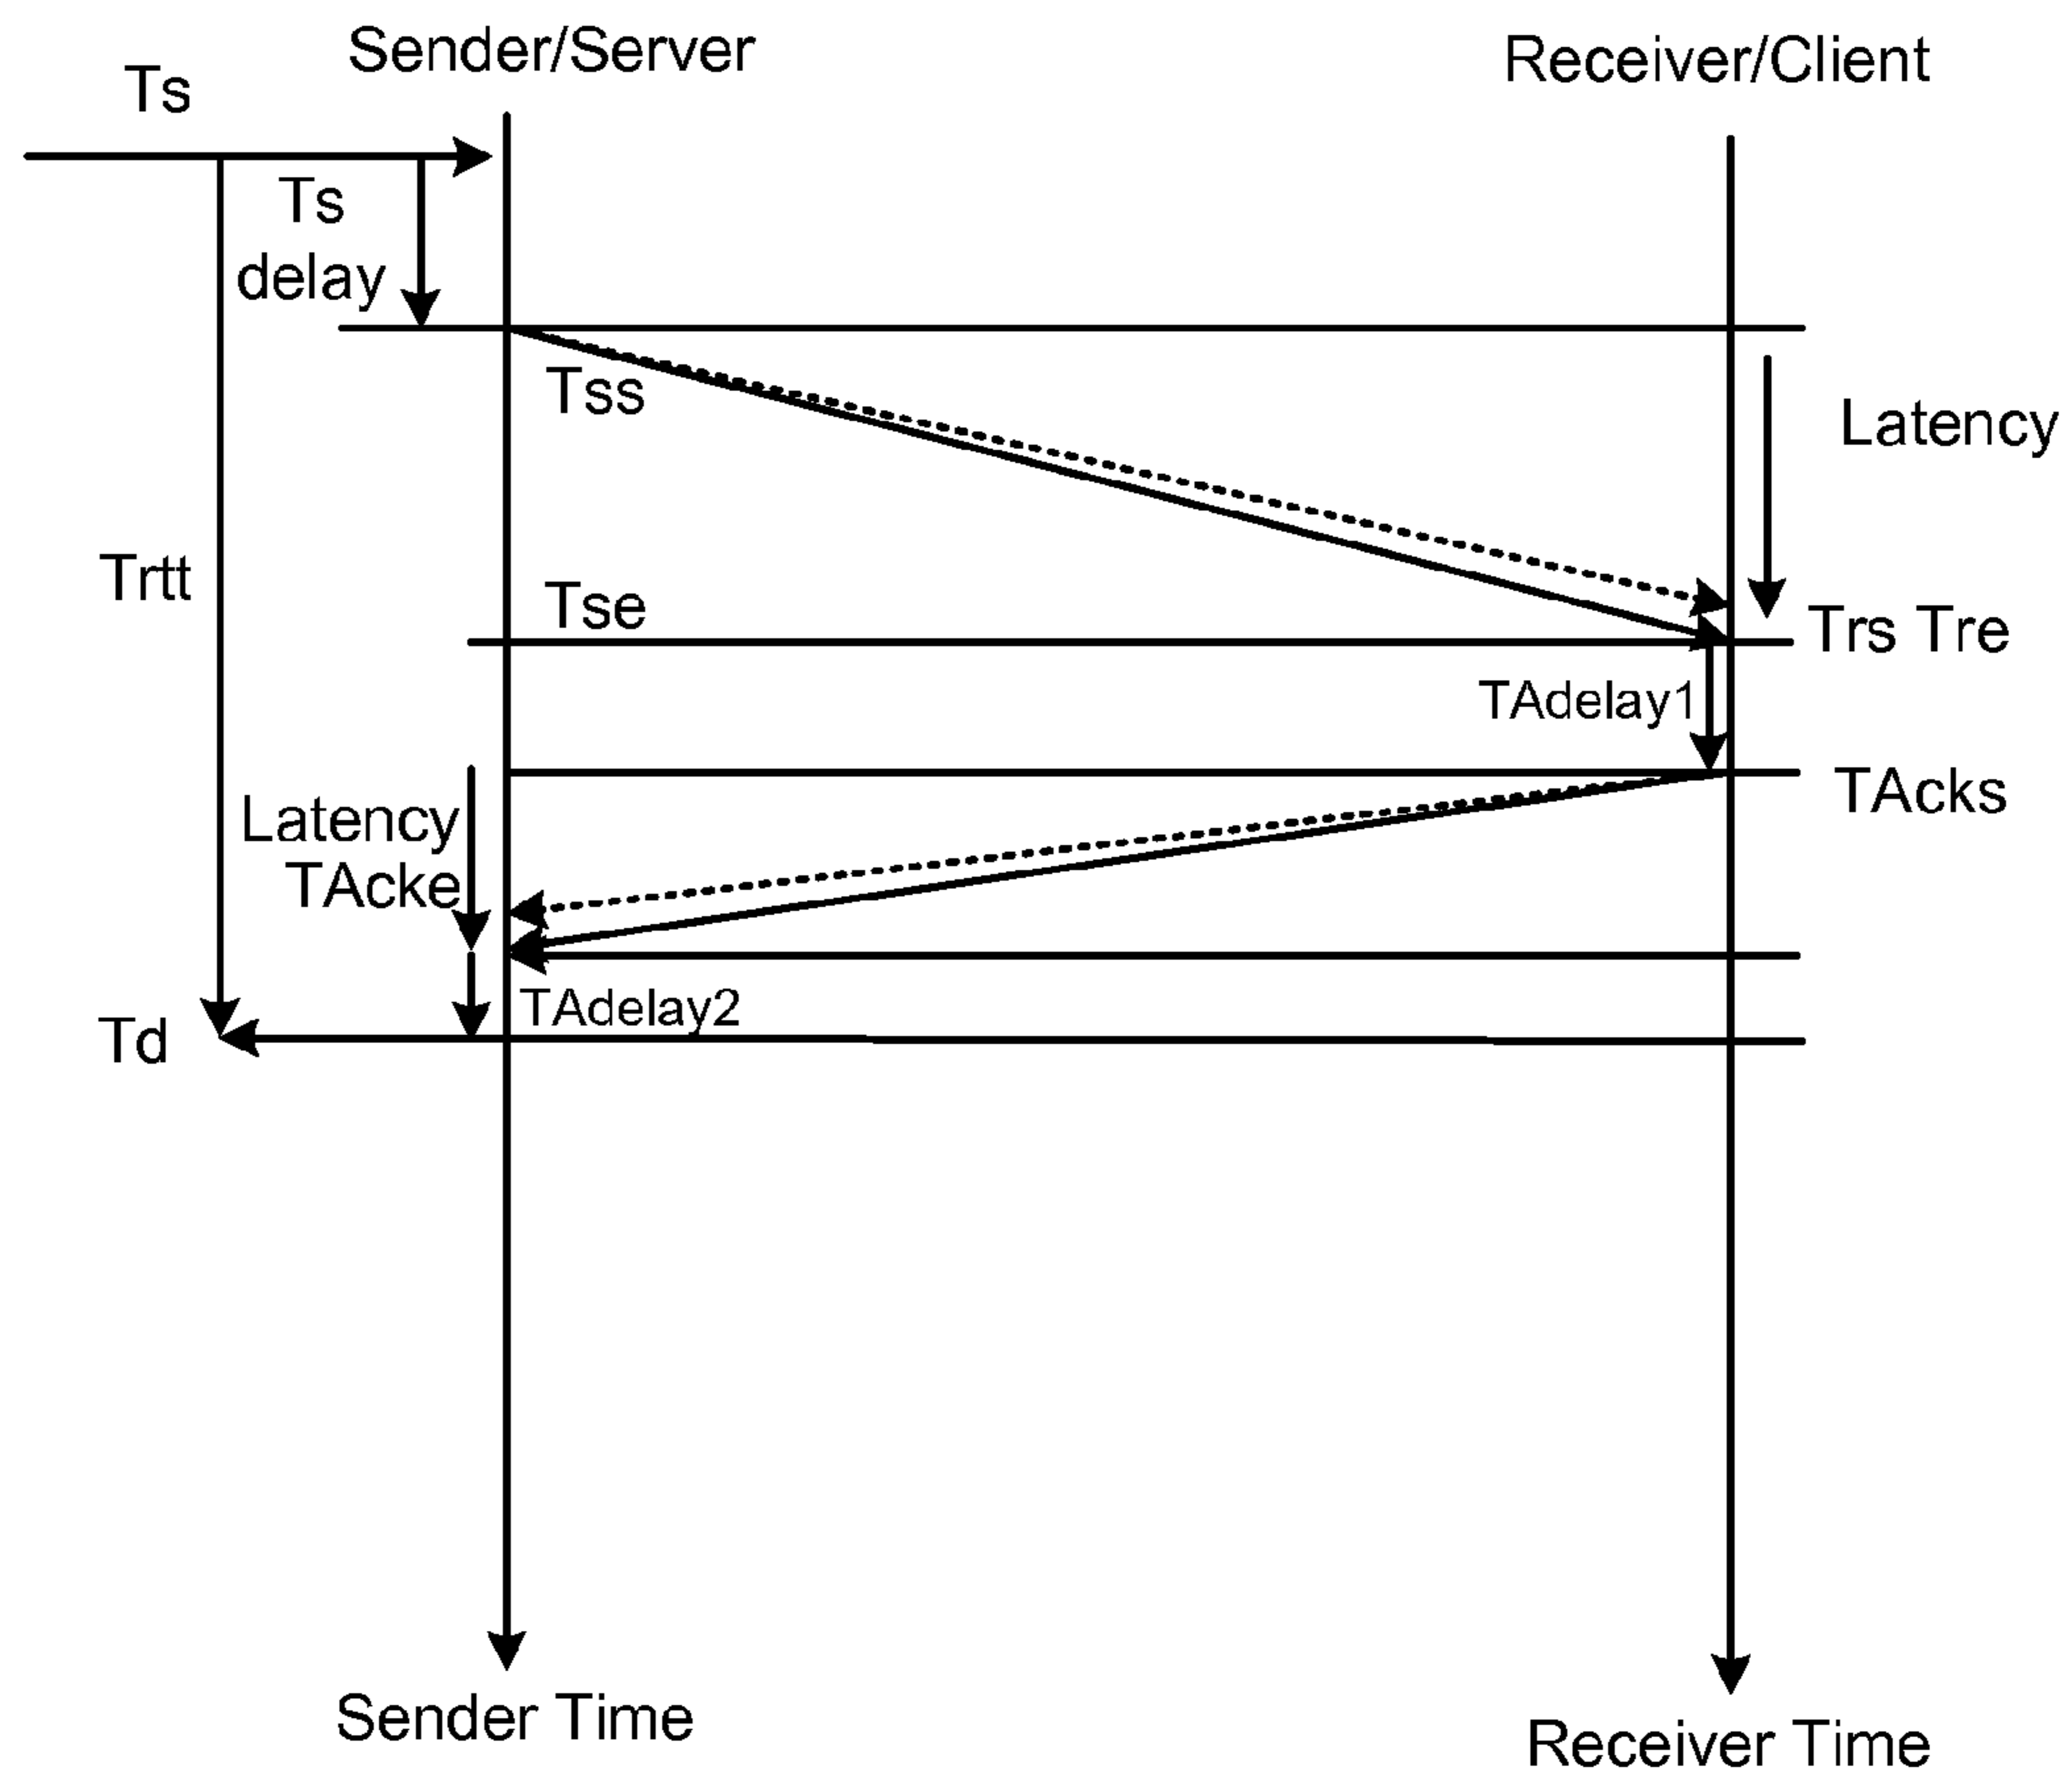 Sender/Server
Receiver/Client
Ts
Ts
delay
Tss
Latency
Trtt
Tse
Trs Tre
TAdelay1
TAcks
Latency
TAcke
TAdelay2
Td
Sender Time
Receiver Time